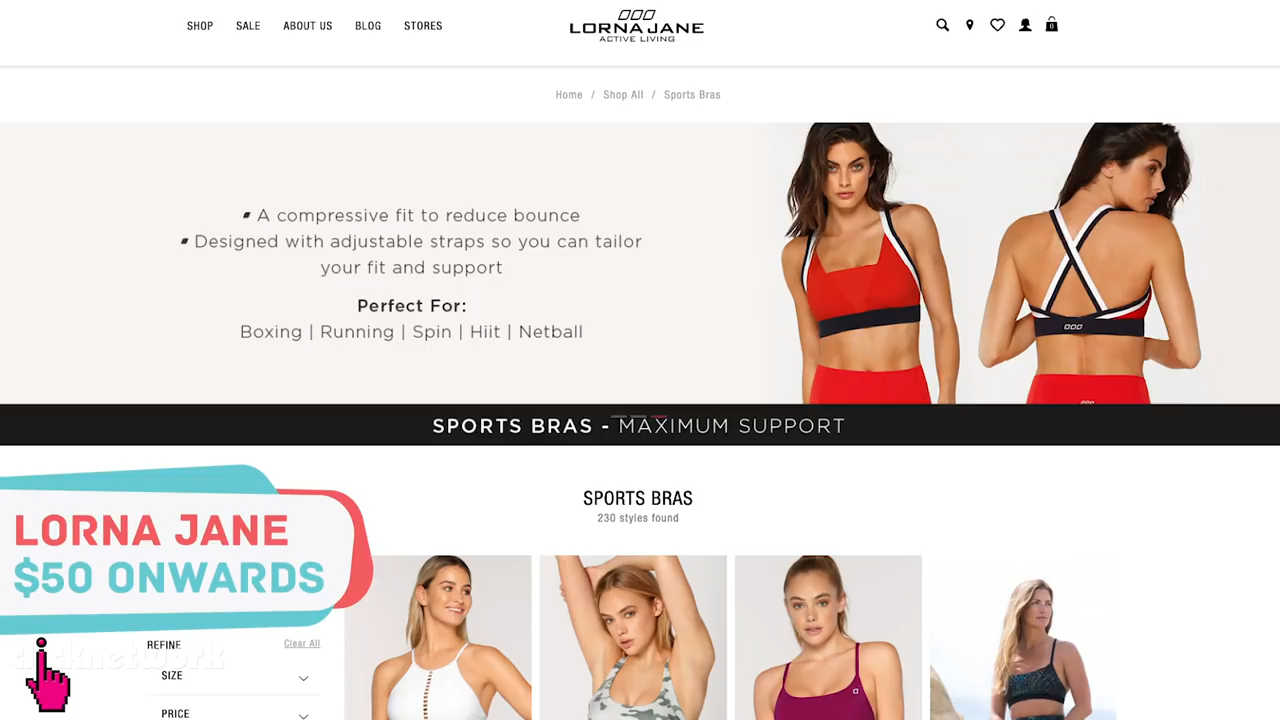 SHOP SALE ABOUT US BLOG STORES
LORNA JANE
ACTIVE LIVING
0
Home / Shop All / Sports Bras
A compressive fit to reduce bounce
Designed with adjustable straps so you can tailor
your fit and support
Perfect For:
Boxing | Running | Spin | Hiit | Netball
SPORTS BRAS - MAXIMUM SUPPORT
SPORTS BRAS
230 styles found
LORNA JANE
$50 ONWARDS
clicknetwork
REFINE Clear All
SIZE
PRICE